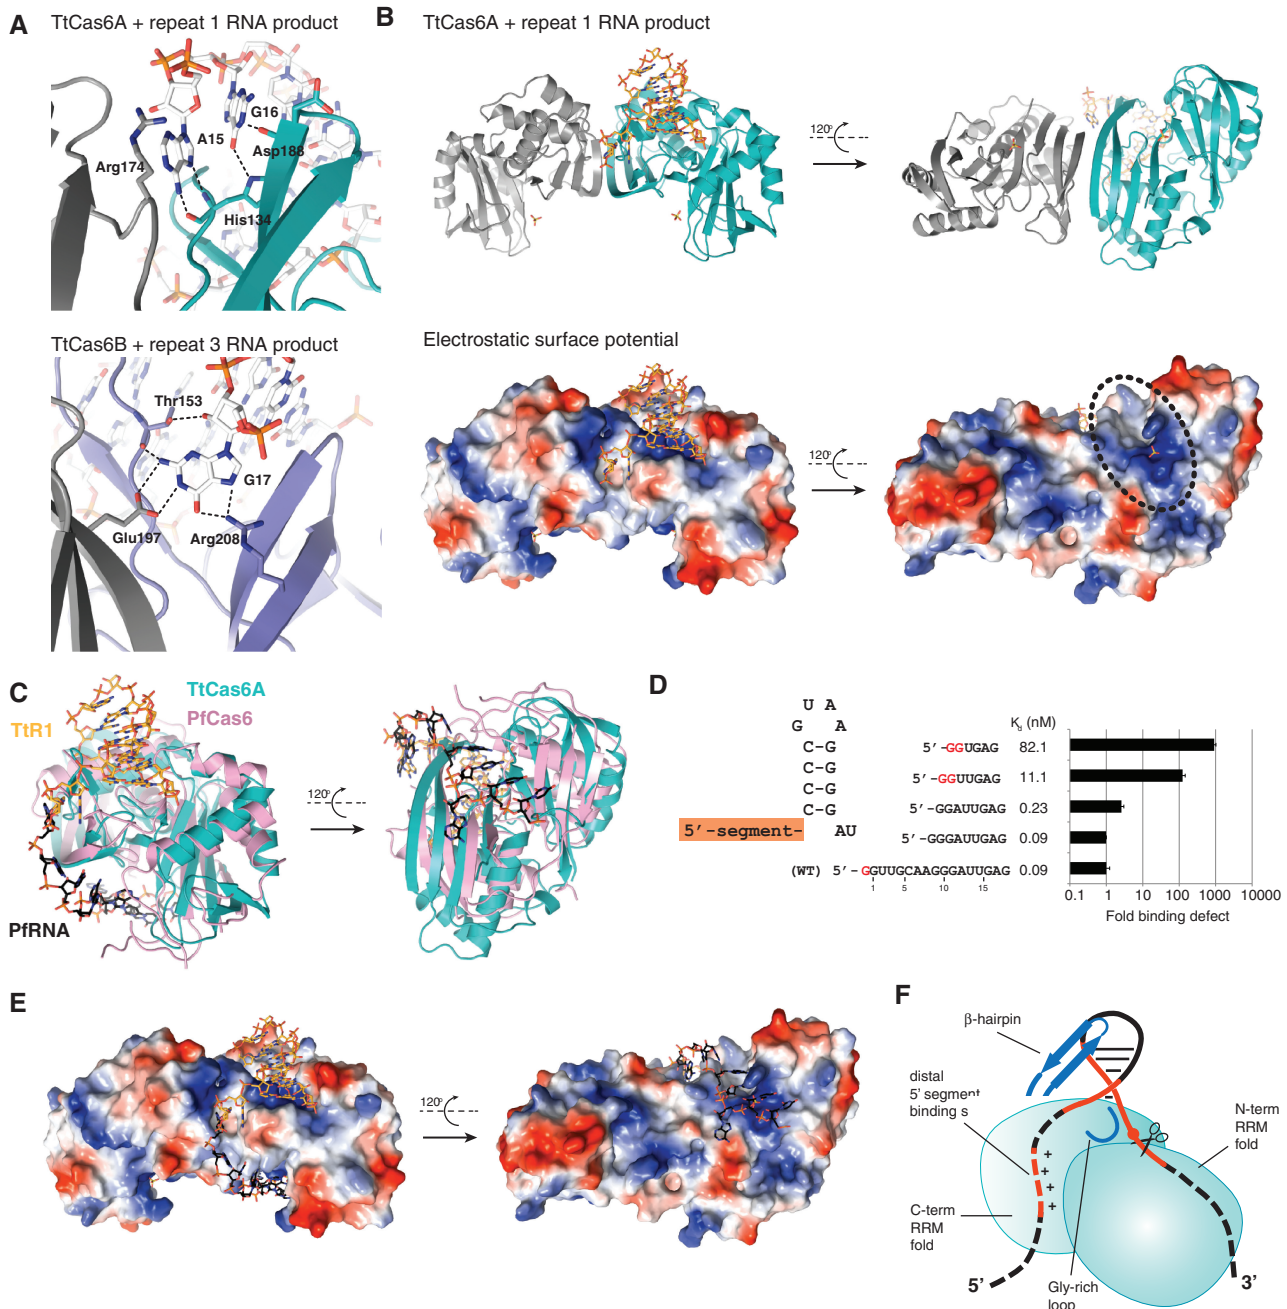 A
TtCas6A + repeat 1 RNA product
G16
A15
Asp188
Arg174
His134
TtCas6B + repeat 3 RNA product
Thr153
G17
Glu197
Arg208
B
TtCas6A + repeat 1 RNA product
120°
Electrostatic surface potential
120°
C
TtCas6A
PfCas6
TtR1
120°
PfRNA
D
U A
G A
C-G
C-G
C-G
C-G
5'-segment- AU
Kd (nM)
5'-GGUGAG 82.1
5'-GGUUGAG 11.1
5'-GGAUUGAG 0.23
5'-GGGAUUGAG 0.09
(WT) 5'-GGUUGCAAGGGAUUGAG 0.09
1 5 10 15
0.1 1 10 100 1000 10000
Fold binding defect
E
120°
F
β-hairpin
distal
5' segment
binding s
N-term
RRM
fold
+
+
+
+
C-term
RRM
fold
5'
Gly-rich
loop
3'